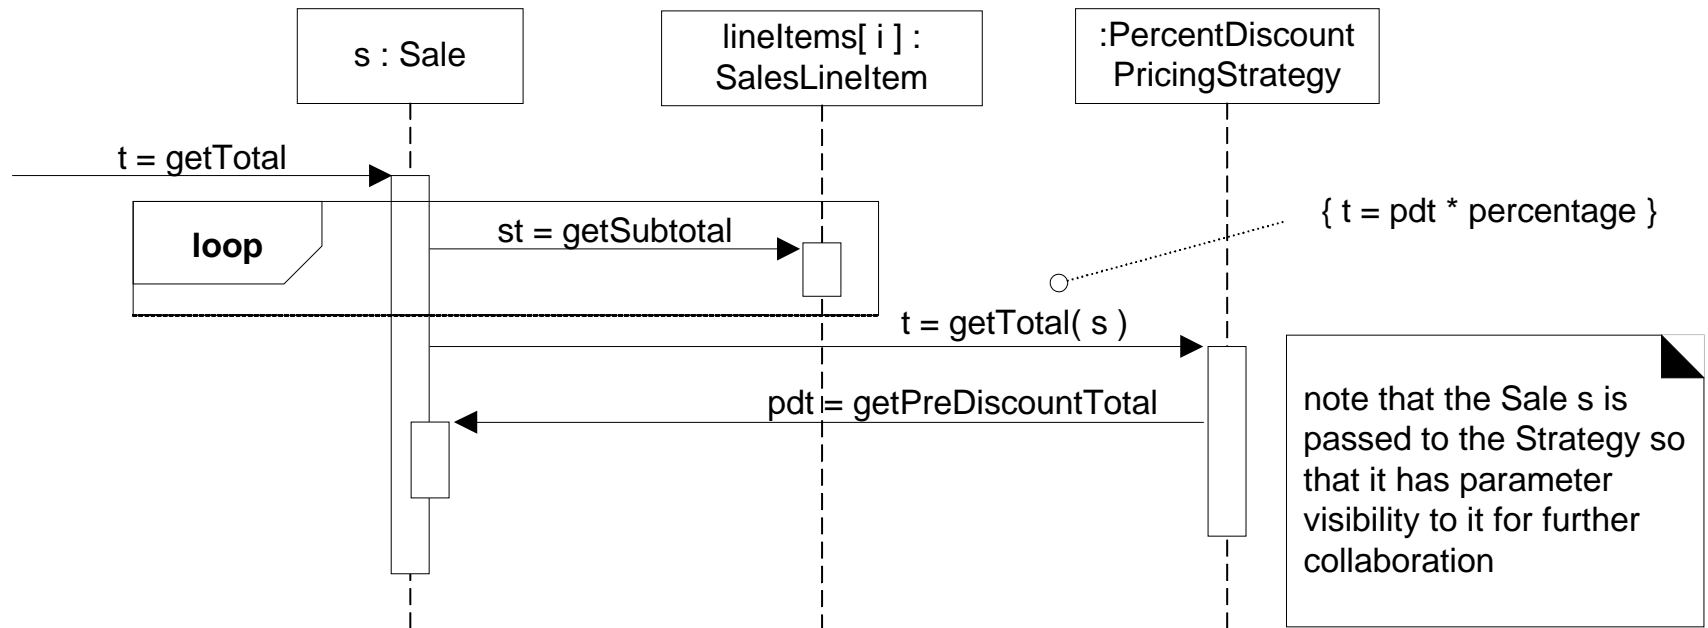 s : Sale
lineItems[ i ] :
SalesLineItem
:PercentDiscount
PricingStrategy
t = getTotal
loop
st = getSubtotal
{ t = pdt * percentage }
t = getTotal( s )
pdt = getPreDiscountTotal
note that the Sale s is
passed to the Strategy so
that it has parameter
visibility to it for further
collaboration